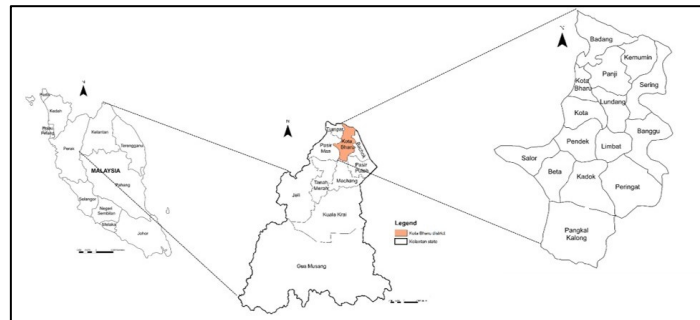 N
Perlis
Kedah
Pulau
Pinang
Perak
Kelantan
Terengganu
MALAYSIA
Pahang
Selangor
Negeri
Sembilan
Melaka
Johor
N
Tumpat
Pasir
Mas
Kota
Bharu
Bachok
Pasir
Puteh
Tanah
Merah
Machang
Jeli
Kuala Krai
Gua Musang
Legend
Kota Bharu district
Kelantan state
N
Badang
Kemumin
Panji
Kota
Bharu
Sering
Lundang
Kota
Banggu
Pendek
Limbat
Salor
Beta
Kadok
Peringat
Pangkal
Kalong